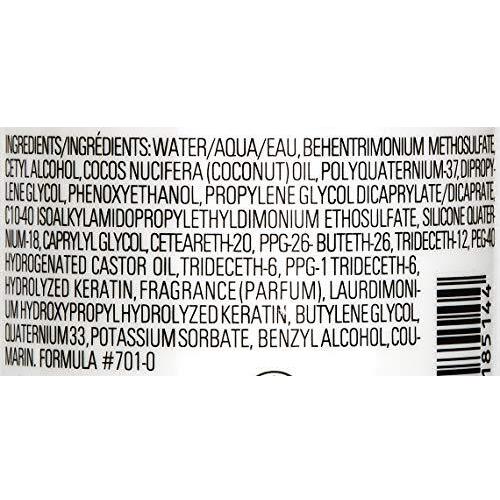 INGREDIENTS/INGRÉDIENTS: WATER/AQUA/EAU, BEHENTRIMONIUM METHOSULFATE,
CETYL ALCOHOL, COCOS NUCIFERA (COCONUT) OIL, POLYQUATERNIUM-37, DIPROPY-
LENE GLYCOL, PHENOXYETHANOL, PROPYLENE GLYCOL DICAPRYLATE/DICAPRATE,
C10-40 ISOALKYLAMIDOPROPYLETHYLDIMONIUM ETHOSULFATE, SILICONE QUATER-
NIUM-18, CAPRYLYL GLYCOL, CETEARETH-20, PPG-26- BUTETH-26, TRIDECETH-12, PEG-40
HYDROGENATED CASTOR OIL, TRIDECETH-6, PPG-1 TRIDECETH-6,
HYDROLYZED KERATIN, FRAGRANCE (PARFUM), LAURDIMONI-
UM HYDROXYPROPYL HYDROLYZED KERATIN, BUTYLENE GLYCOL,
QUATERNIUM 33, POTASSIUM SORBATE, BENZYL ALCOHOL, COU-
MARIN. FORMULA #701-0
185144